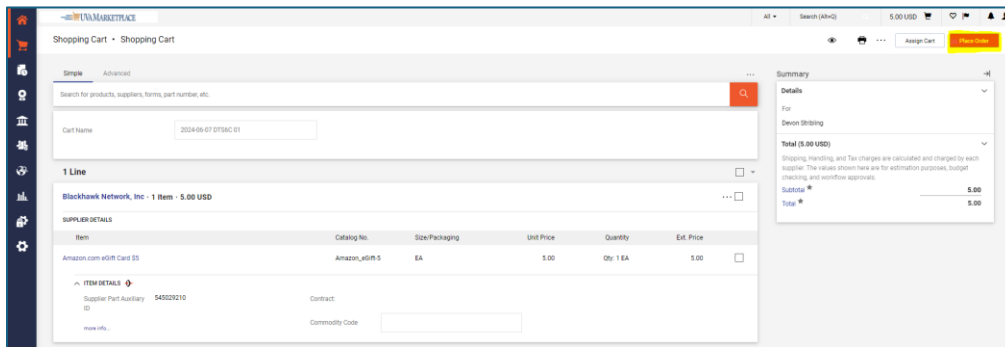 UVAMARKETPLACE
All
Search (Alt+Q)
5.00 USD
Shopping Cart • Shopping Cart
Assign Cart
Place Order
Simple
Advanced
Search for products, suppliers, forms, part number, etc.
Cart Name
2024-06-07 DTS6C 01
1 Line
Blackhawk Network, Inc · 1 Item · 5.00 USD
SUPPLIER DETAILS
Item
Catalog No.
Size/Packaging
Unit Price
Quantity
Ext. Price
Amazon.com eGift Card $5
Amazon_eGift-5
EA
5.00
Qty: 1 EA
5.00
ITEM DETAILS
Supplier Part Auxiliary ID
545029210
Contract:
more info...
Commodity Code
Summary
Details
For
Devon Stribling
Total (5.00 USD)
Shipping, Handling, and Tax charges are calculated and charged by each
supplier. The values shown here are for estimation purposes, budget
checking, and workflow approvals.
Subtotal
5.00
Total
5.00